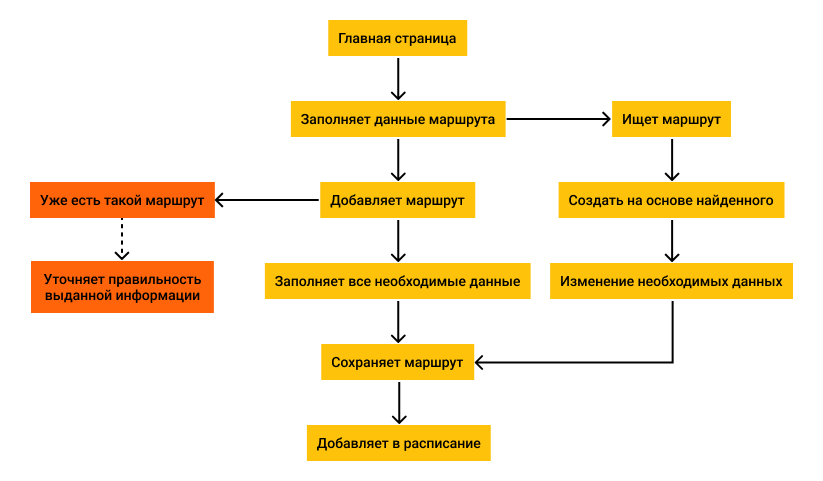 Главная страница
Заполняет данные маршрута
Ищет маршрут
Уже есть такой маршрут
Добавляет маршрут
Создать на основе найденного
Уточняет правильность
выданной информации
Заполняет все необходимые данные
Изменение необходимых данных
Сохраняет маршрут
Добавляет в расписание